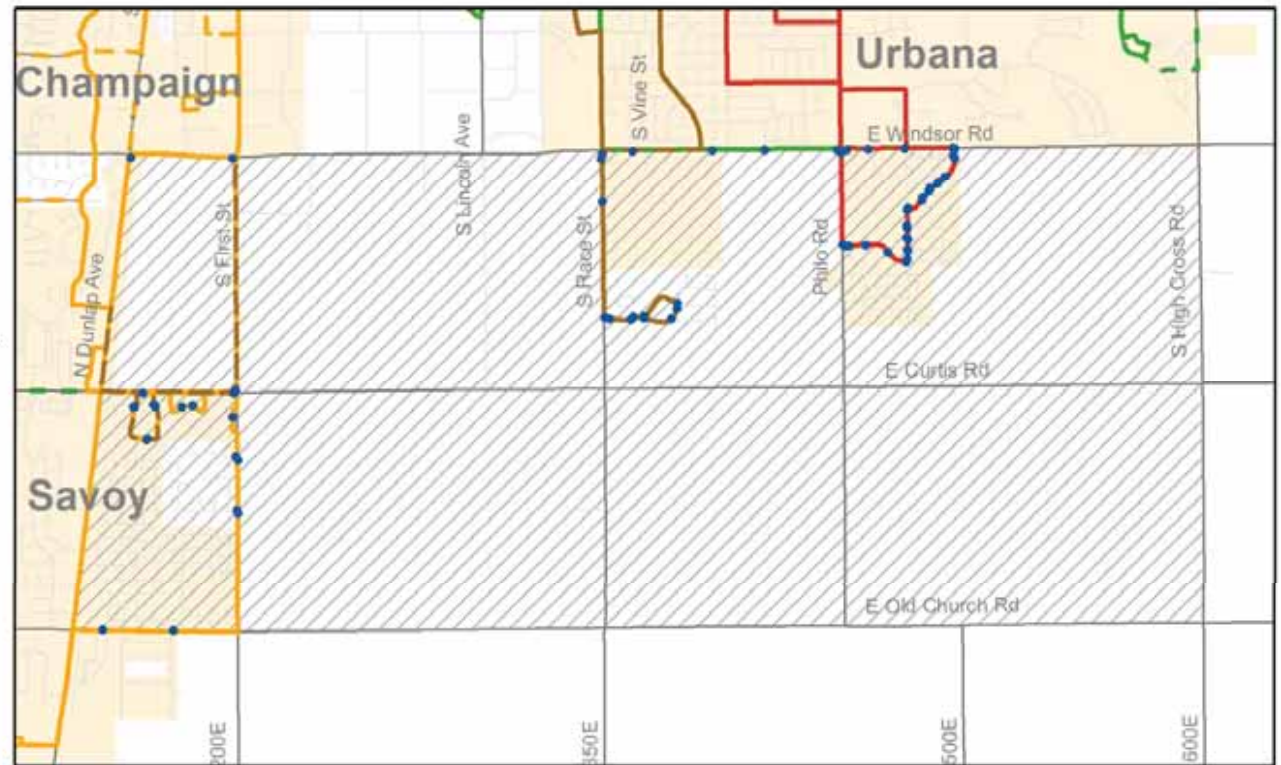 Champaign
Urbana
S Vine St
E Windsor Rd
S Lincoln Ave
S First St
S Race St
Philo Rd
S High Cross Rd
N Dunlap Ave
E Curtis Rd
Savoy
E Old Church Rd
200E
350E
500E
600E